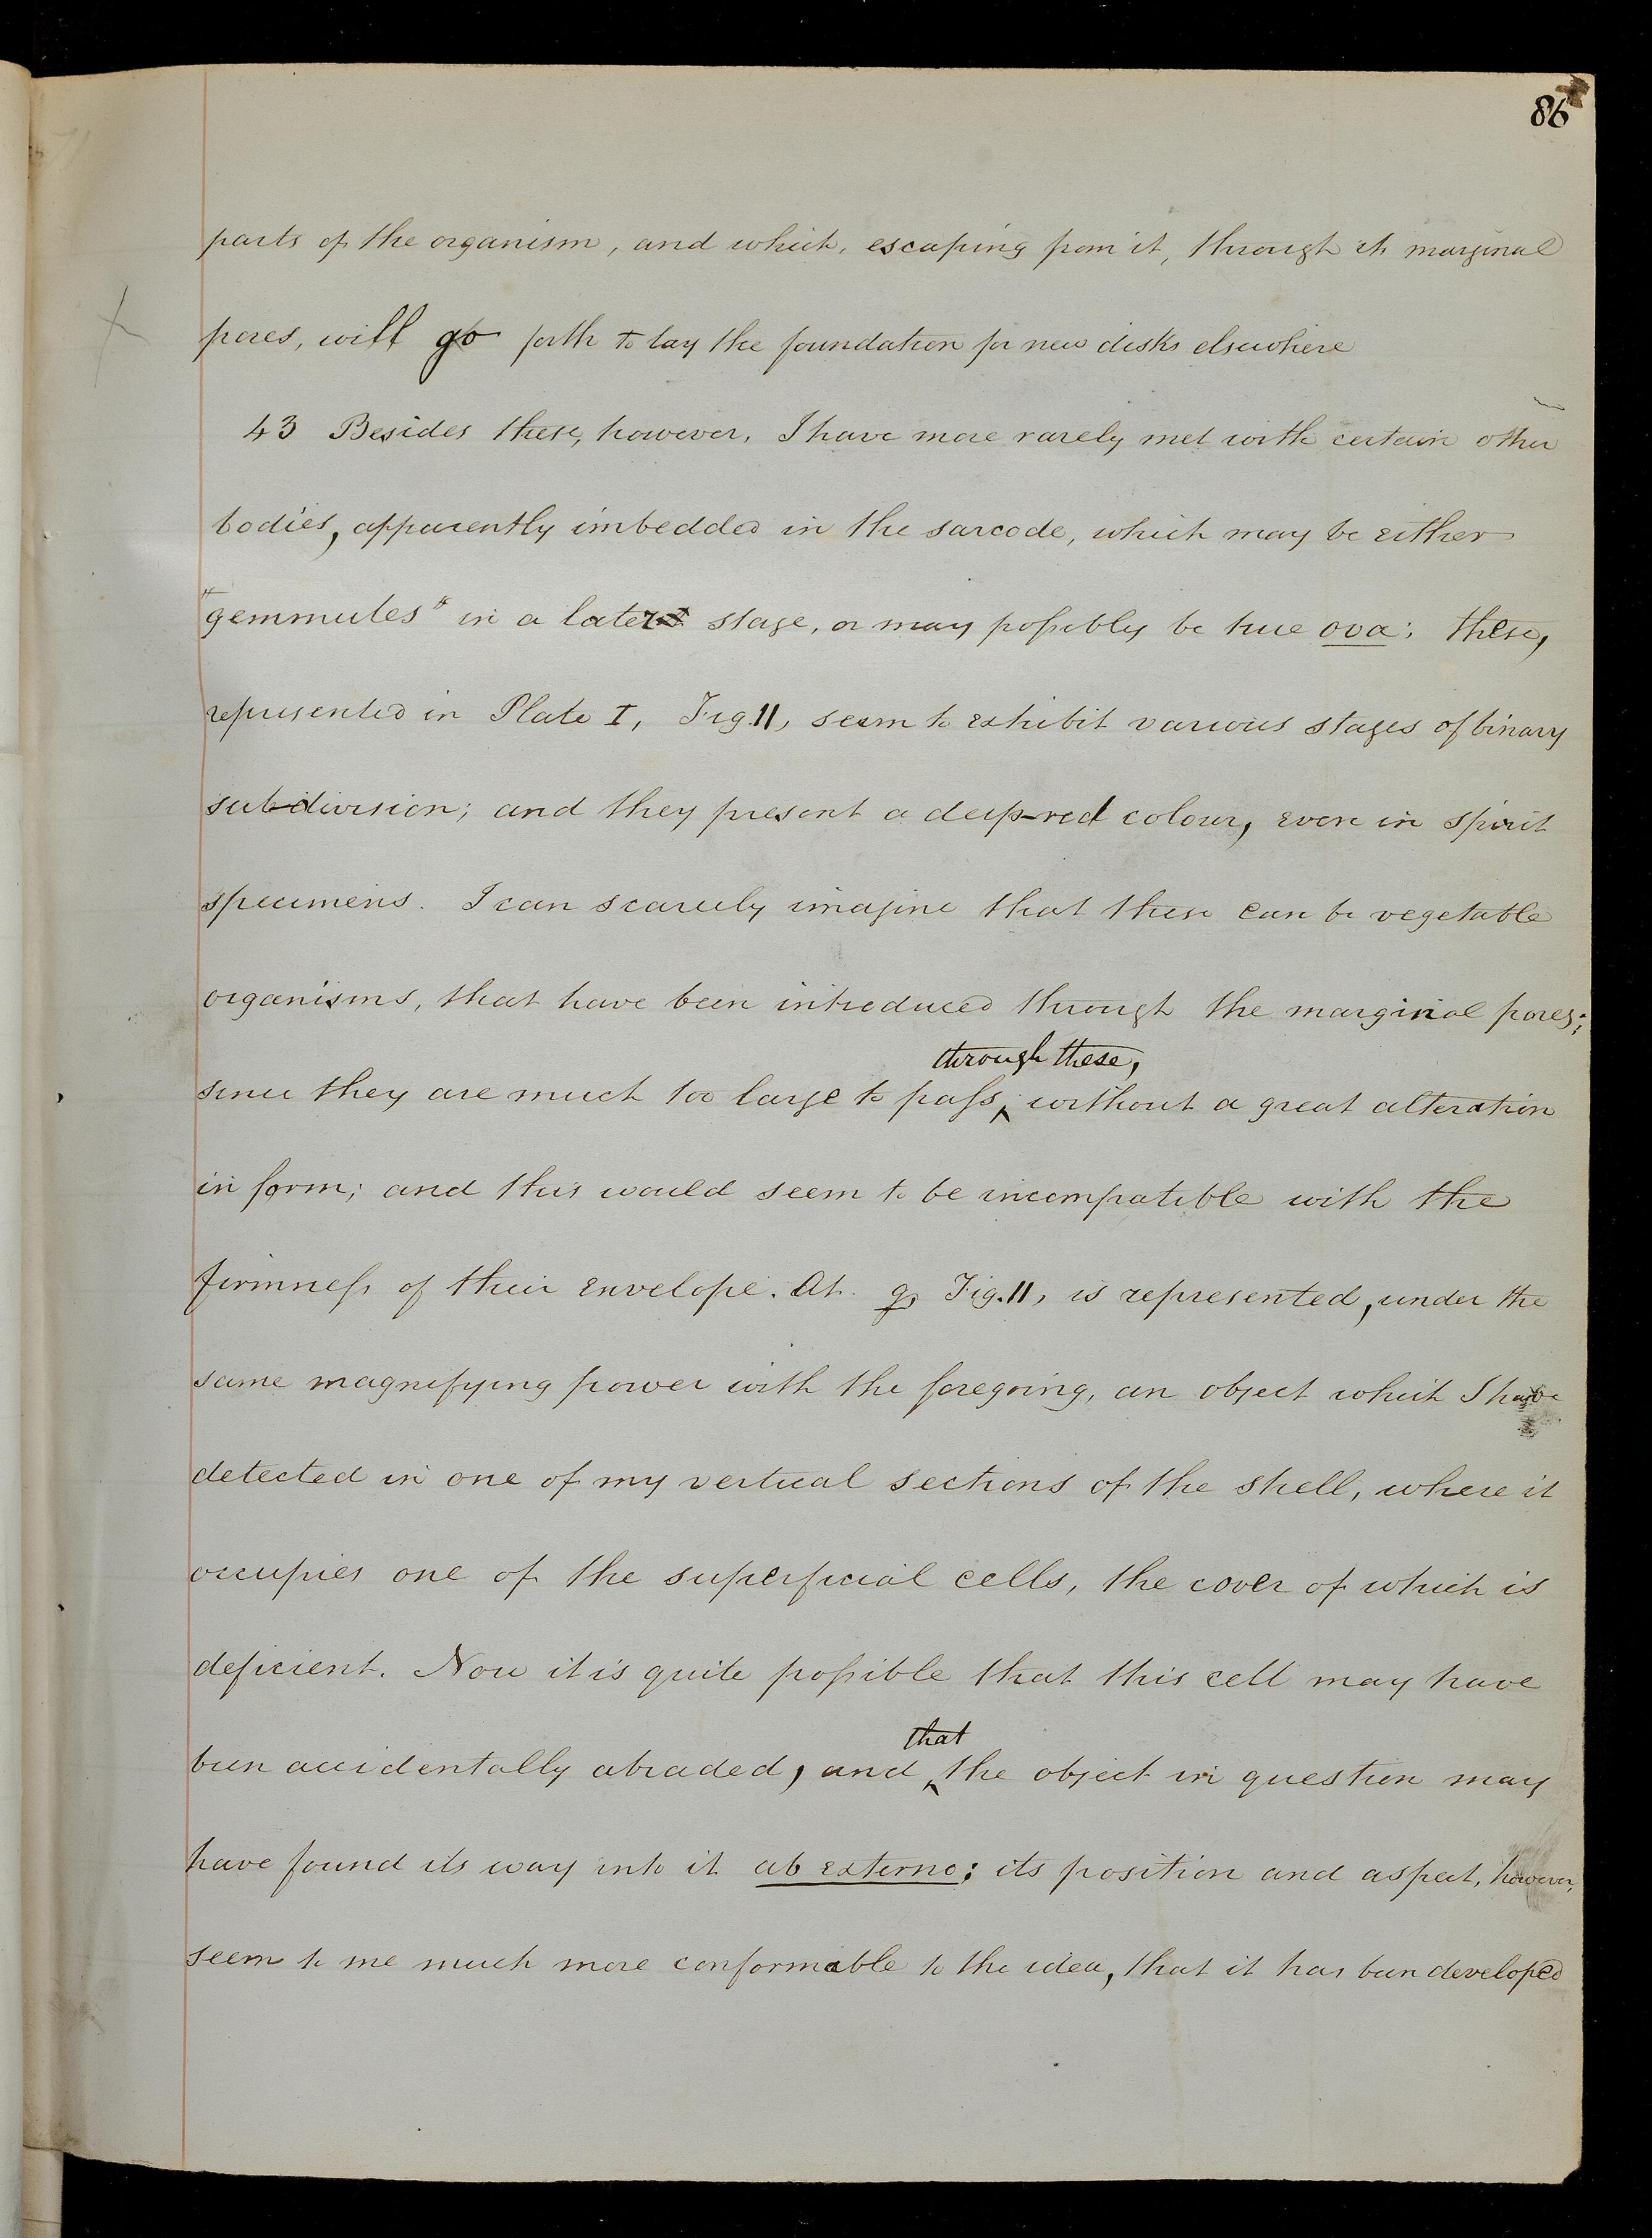 86
parts of the organism, and which, escaping from it, through its marginal
pores, will go forth to lay the foundation for new disks elsewhere
43 Besides these, however, I have more rarely met with certain other
bodies, apparently imbedded in the sarcode, which may be either
"gemmules" in a later stage, or may possibly be true ova; these,
represented in Plate I, Fig. 11, seem to exhibit various stages of binary
subdivision; and they present a deep-red colour, even in spirit
specimens. I can scarcely imagine that these can be vegetable
organisms, that have been introduced through the marginal pores;
through these,
since they are much too large to pass, without a great alteration
in form; and this would seem to be incompatible with the
firmness of their envelope. At g, Fig. 11, is represented, under the
same magnifying power with the foregoing, an object which I have
detected in one of my vertical sections of the shell, where it
occupies one of the superficial cells, the cover of which is
deficient. Now it is quite possible that this cell may have
that
been accidentally abraded, and the object in question may
have found its way into it ab externo; its position and aspect, however,
seem to me much more conformable to the idea, that it has been developed